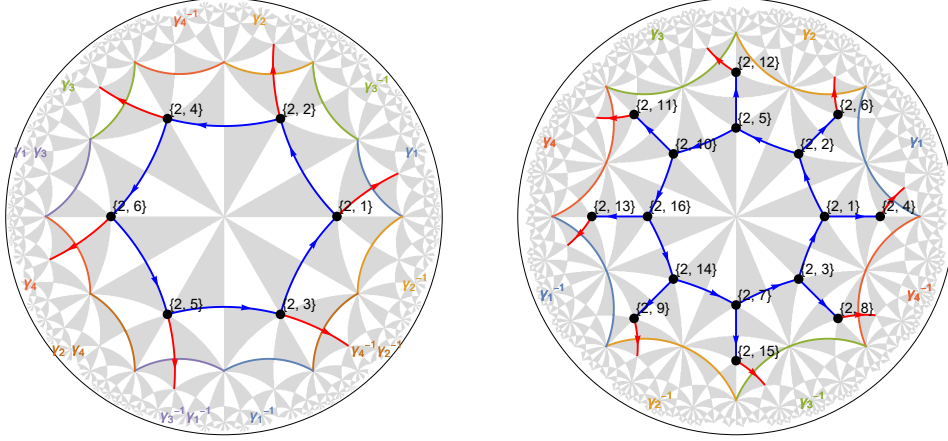 γ₄⁻¹
γ₂
γ₃
γ₃⁻¹
{2, 4}
{2, 2}
γ₁ γ₃
γ₁
{2, 6}
{2, 1}
γ₄
γ₂⁻¹
{2, 5}
{2, 3}
γ₂ γ₄
γ₄⁻¹γ₂⁻¹
γ₃⁻¹γ₁⁻¹
γ₁⁻¹
γ₃
γ₂
{2, 12}
{2, 11}
{2, 6}
γ₄
{2, 5}
γ₁
{2, 10}
{2, 2}
{2, 13}
{2, 16}
{2, 1}
{2, 4}
γ₁⁻¹
{2, 14}
{2, 3}
γ₄⁻¹
{2, 9}
{2, 7}
{2, 8}
{2, 15}
γ₂⁻¹
γ₃⁻¹